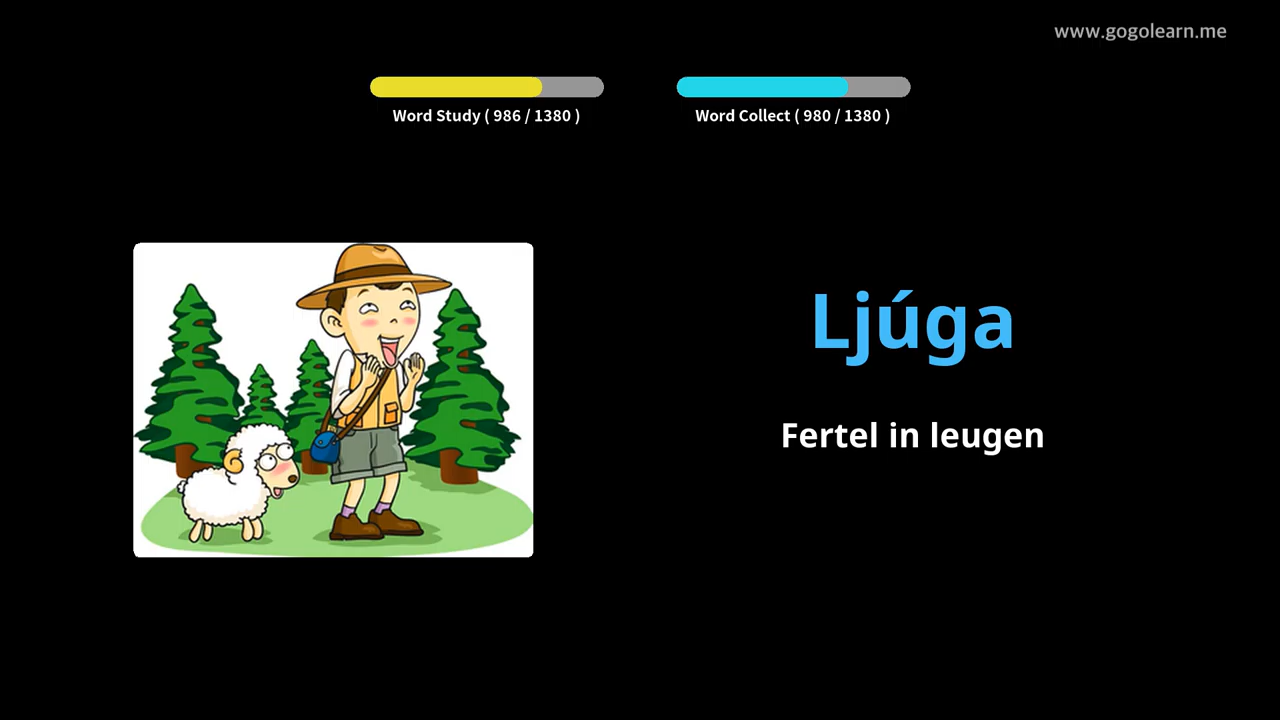 www.gogolearn.me
Word Study ( 986 / 1380 )
Word Collect ( 980 / 1380 )
Ljúga
Fertel in leugen